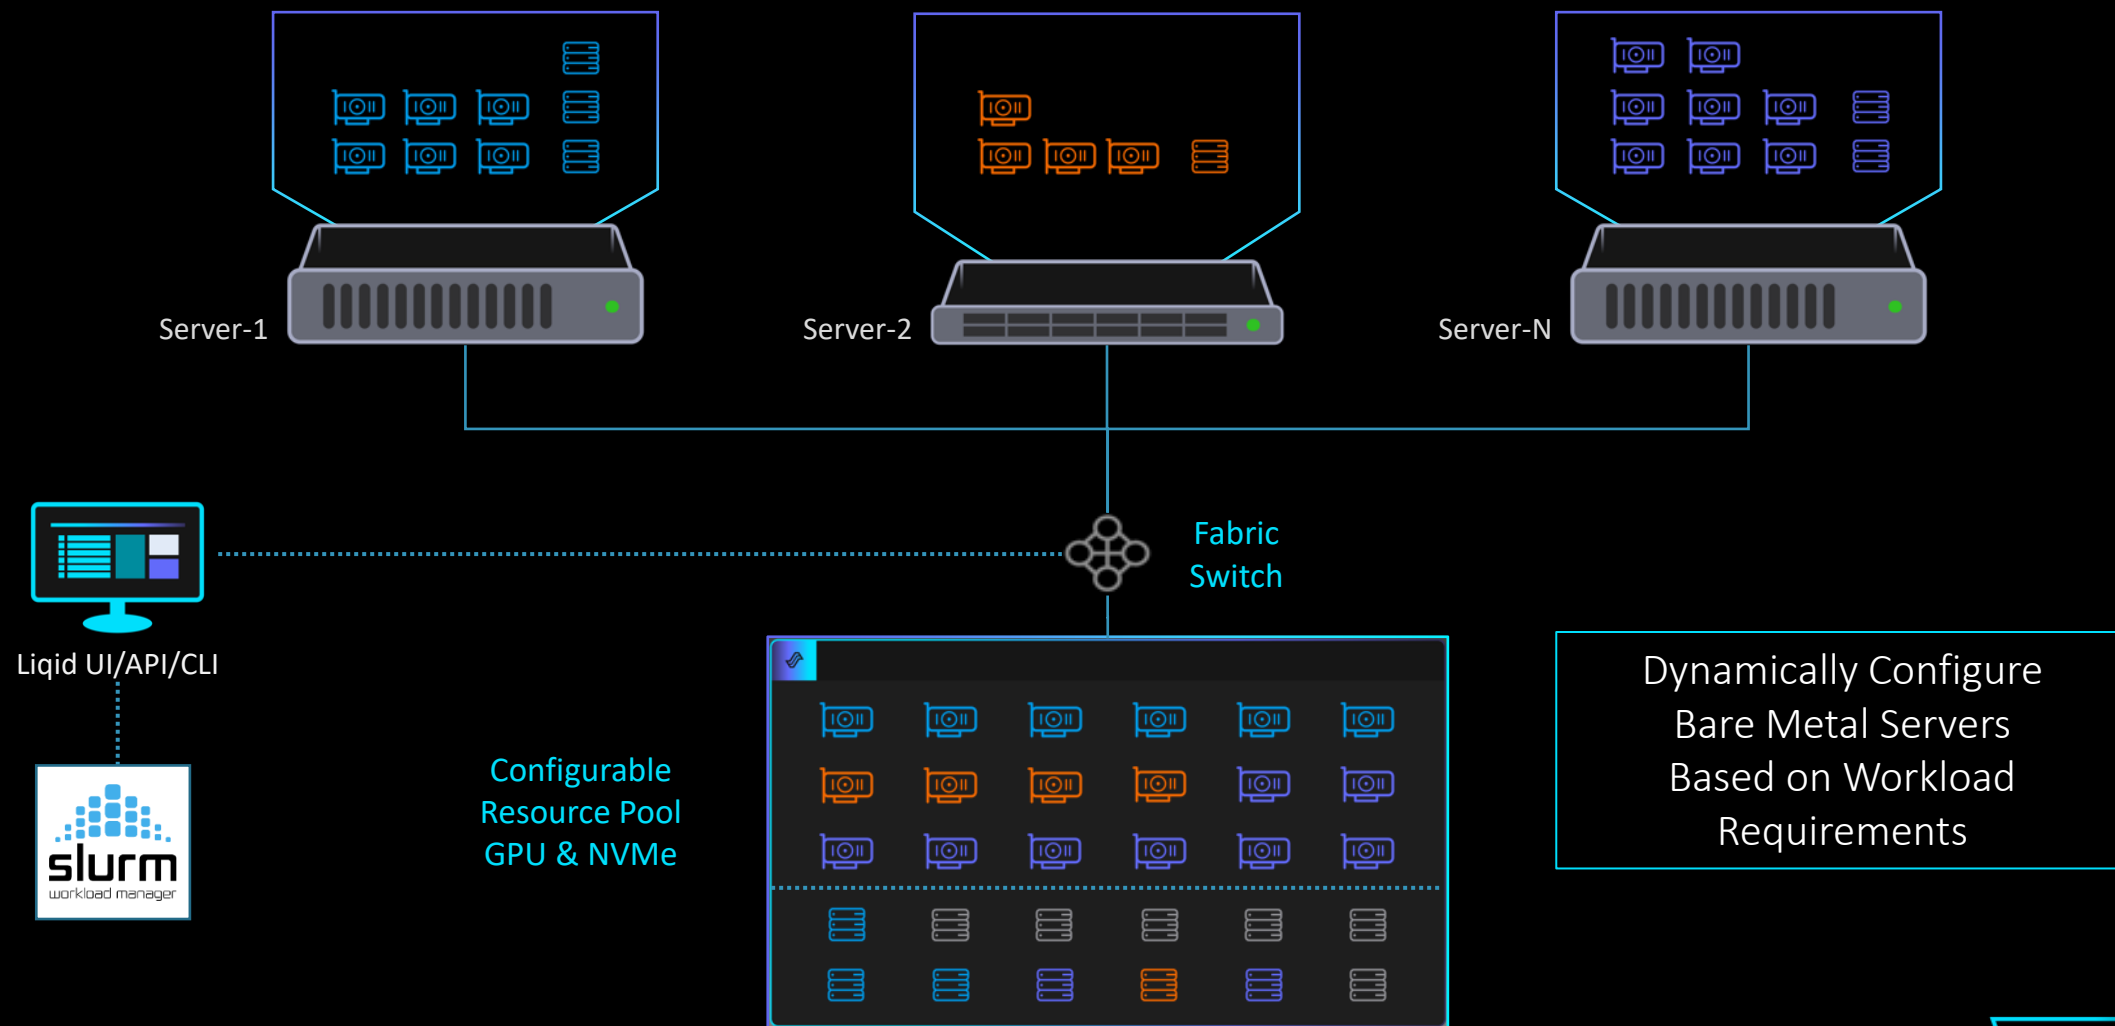 Server-1
Server-2
Server-N
Fabric
Switch
Liqid UI/API/CLI
slurm
workload manager
Configurable
Resource Pool
GPU & NVMe
Dynamically Configure
Bare Metal Servers
Based on Workload
Requirements